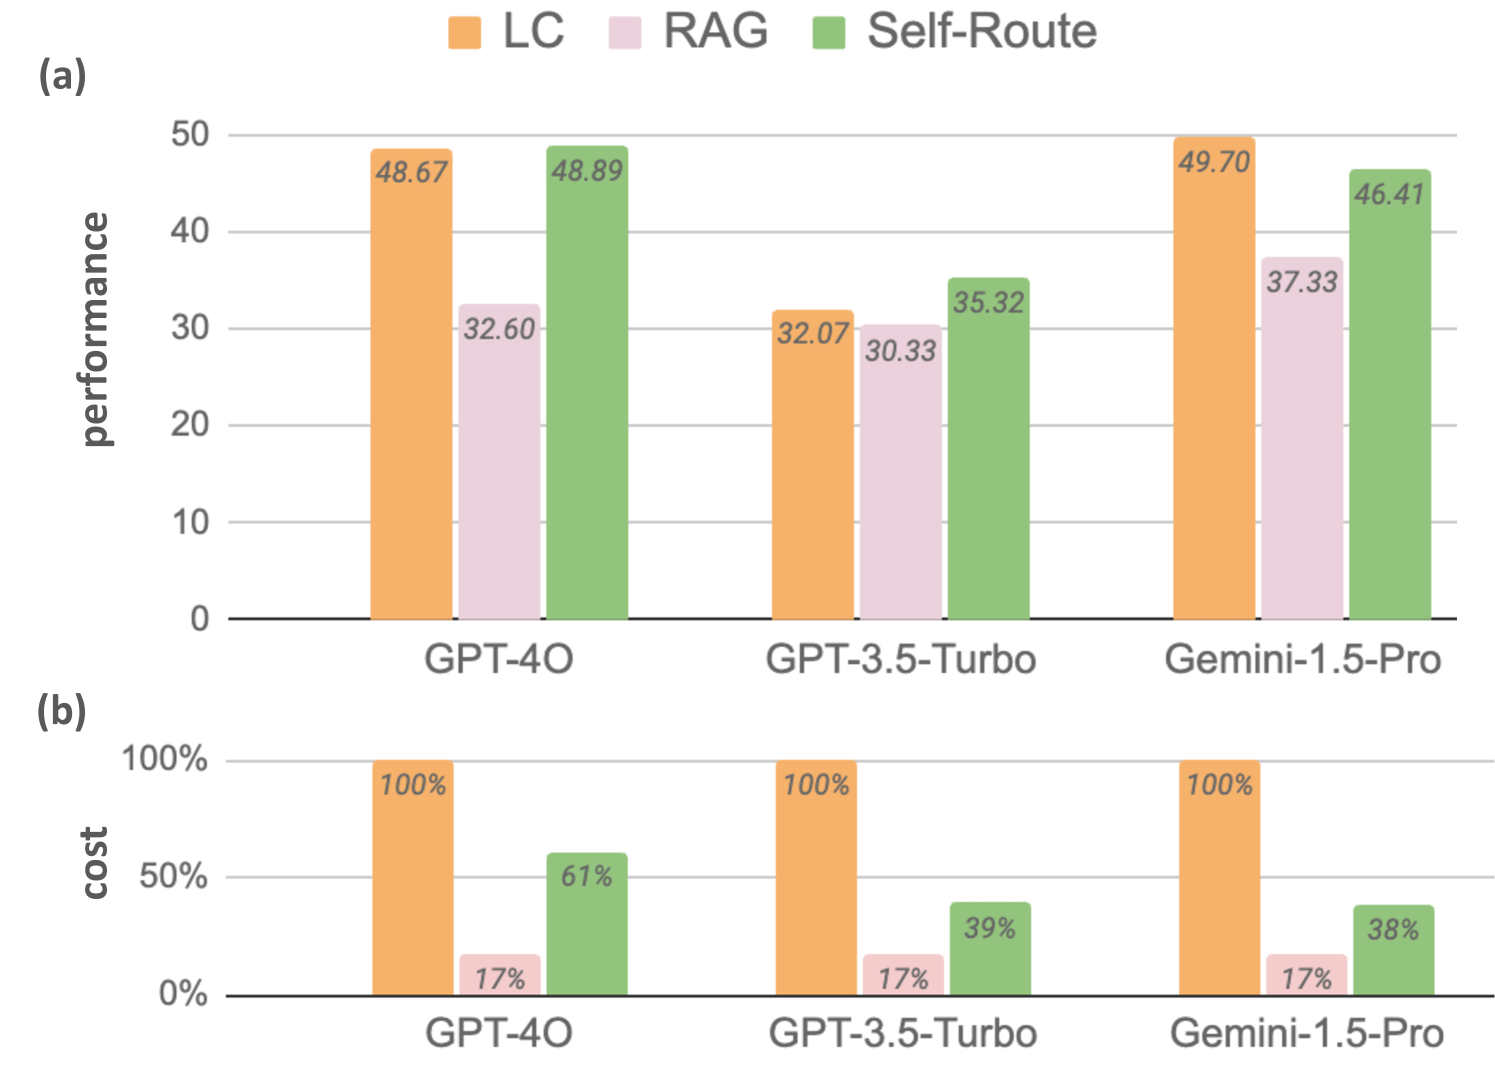 LC RAG Self-Route
(a)
performance
50
40
30
20
10
0
48.67 32.60 48.89
32.07 30.33 35.32
49.70 37.33 46.41
GPT-4O GPT-3.5-Turbo Gemini-1.5-Pro
(b)
cost
100%
50%
0%
100% 17% 61%
100% 17% 39%
100% 17% 38%
GPT-4O GPT-3.5-Turbo Gemini-1.5-Pro